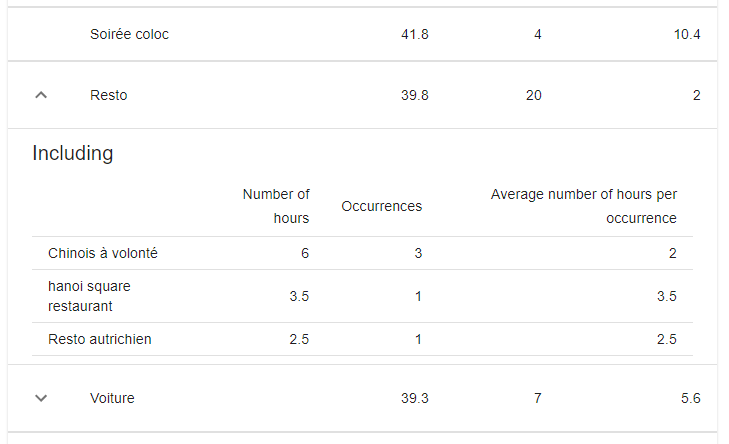 Soirée coloc 41.8 4 10.4
Resto 39.8 20 2
Including
Number of hours Occurrences Average number of hours per occurrence
Chinois à volonté 6 3 2
hanoi square restaurant 3.5 1 3.5
Resto autrichien 2.5 1 2.5
Voiture 39.3 7 5.6